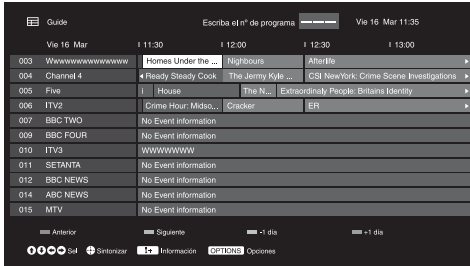 Guide Escriba el nº de programa Vie 16 Mar 11:35
Vie 16 Mar 11:30 12:00 12:30 13:00
003 Wwwwwwwwwwwwww Homes Under the ... Nighbours Afterlife
004 Channel 4 Ready Steady Cook The Jermy Kyle ... CSI NewYork: Crime Scene Investigations
005 Five i House The N... Extraordinaly People: Britains Identity
006 ITV2 Crime Hour: Midso... Cracker ER
007 BBC TWO No Event information
009 BBC FOUR No Event information
010 ITV3 WWWWWWW
011 SETANTA No Event information
012 BBC NEWS No Event information
014 ABC NEWS No Event information
015 MTV No Event information
Anterior Siguiente -1 día +1 día
Sel Sintonizar Información OPTIONS Opciones